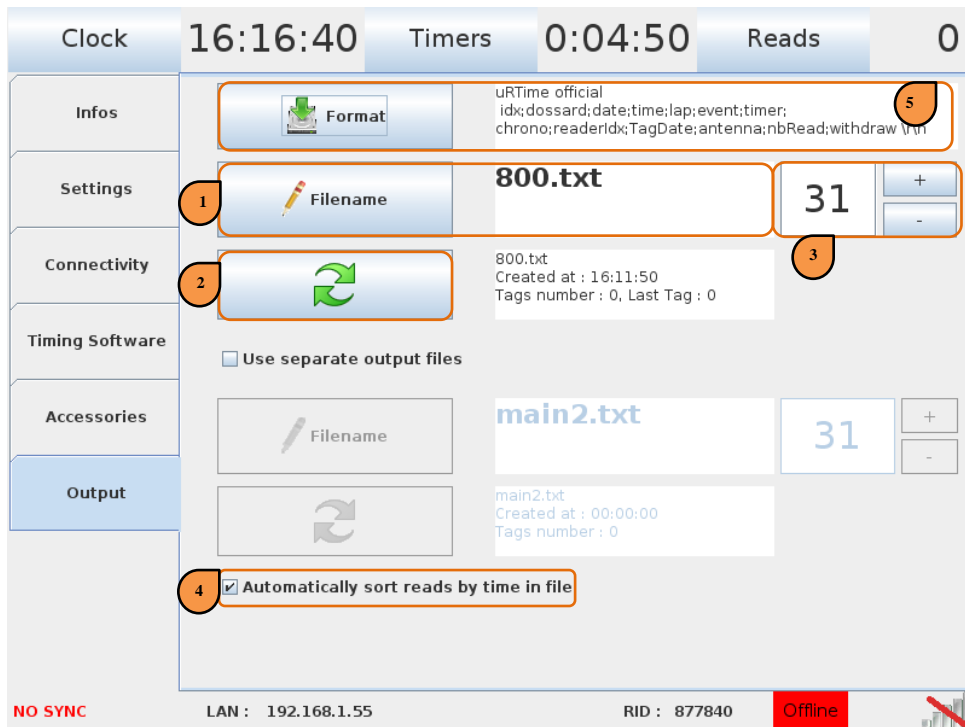 Clock 16:16:40 Timers 0:04:50 Reads 0
Infos
Settings
Connectivity
Timing Software
Accessories
Output
Format
uRTime official
idx;dossard;date;time;lap;event;timer;
chrono;readerIdx;TagDate;antenna;nbRead;withdraw \r\n
5
1
Filename
800.txt
31
+
-
3
2
800.txt
Created at : 16:11:50
Tags number : 0, Last Tag : 0
Use separate output files
Filename
main2.txt
31
+
-
main2.txt
Created at : 00:00:00
Tags number : 0
4
Automatically sort reads by time in file
NO SYNC LAN : 192.168.1.55 RID : 877840 Offline